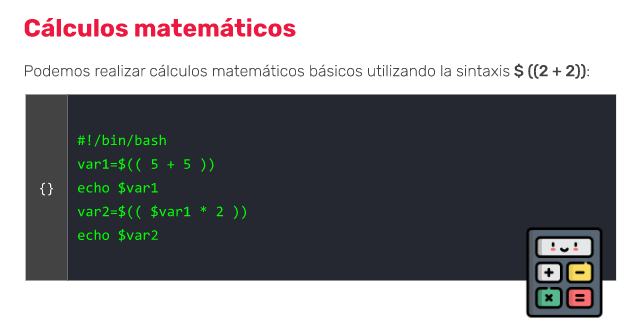 Cálculos matemáticos
Podemos realizar cálculos matemáticos básicos utilizando la sintaxis $ ((2 + 2)):
#!/bin/bash
var1=$(( 5 + 5 ))
{}
echo $var1
var2=$(( $var1 * 2 ))
echo $var2
+ −
× =